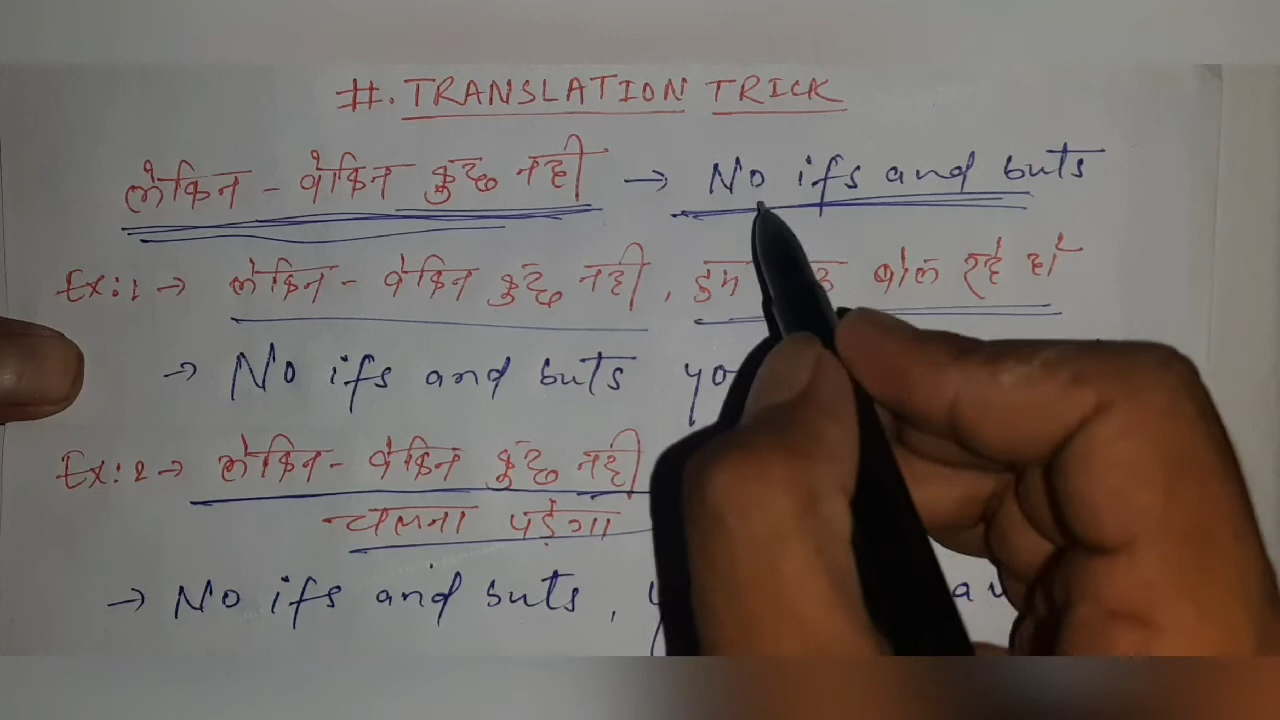 #. TRANSLATION TRICK
लेकिन - वेकिन कुछ नही → No ifs and buts
Ex:1 → लेकिन - वेकिन कुछ नही, तुम बोल रहे हो
→ No ifs and buts
Ex:2 → लेकिन - वेकिन कुछ नही
चलना पड़ेगा
→ No ifs and buts,